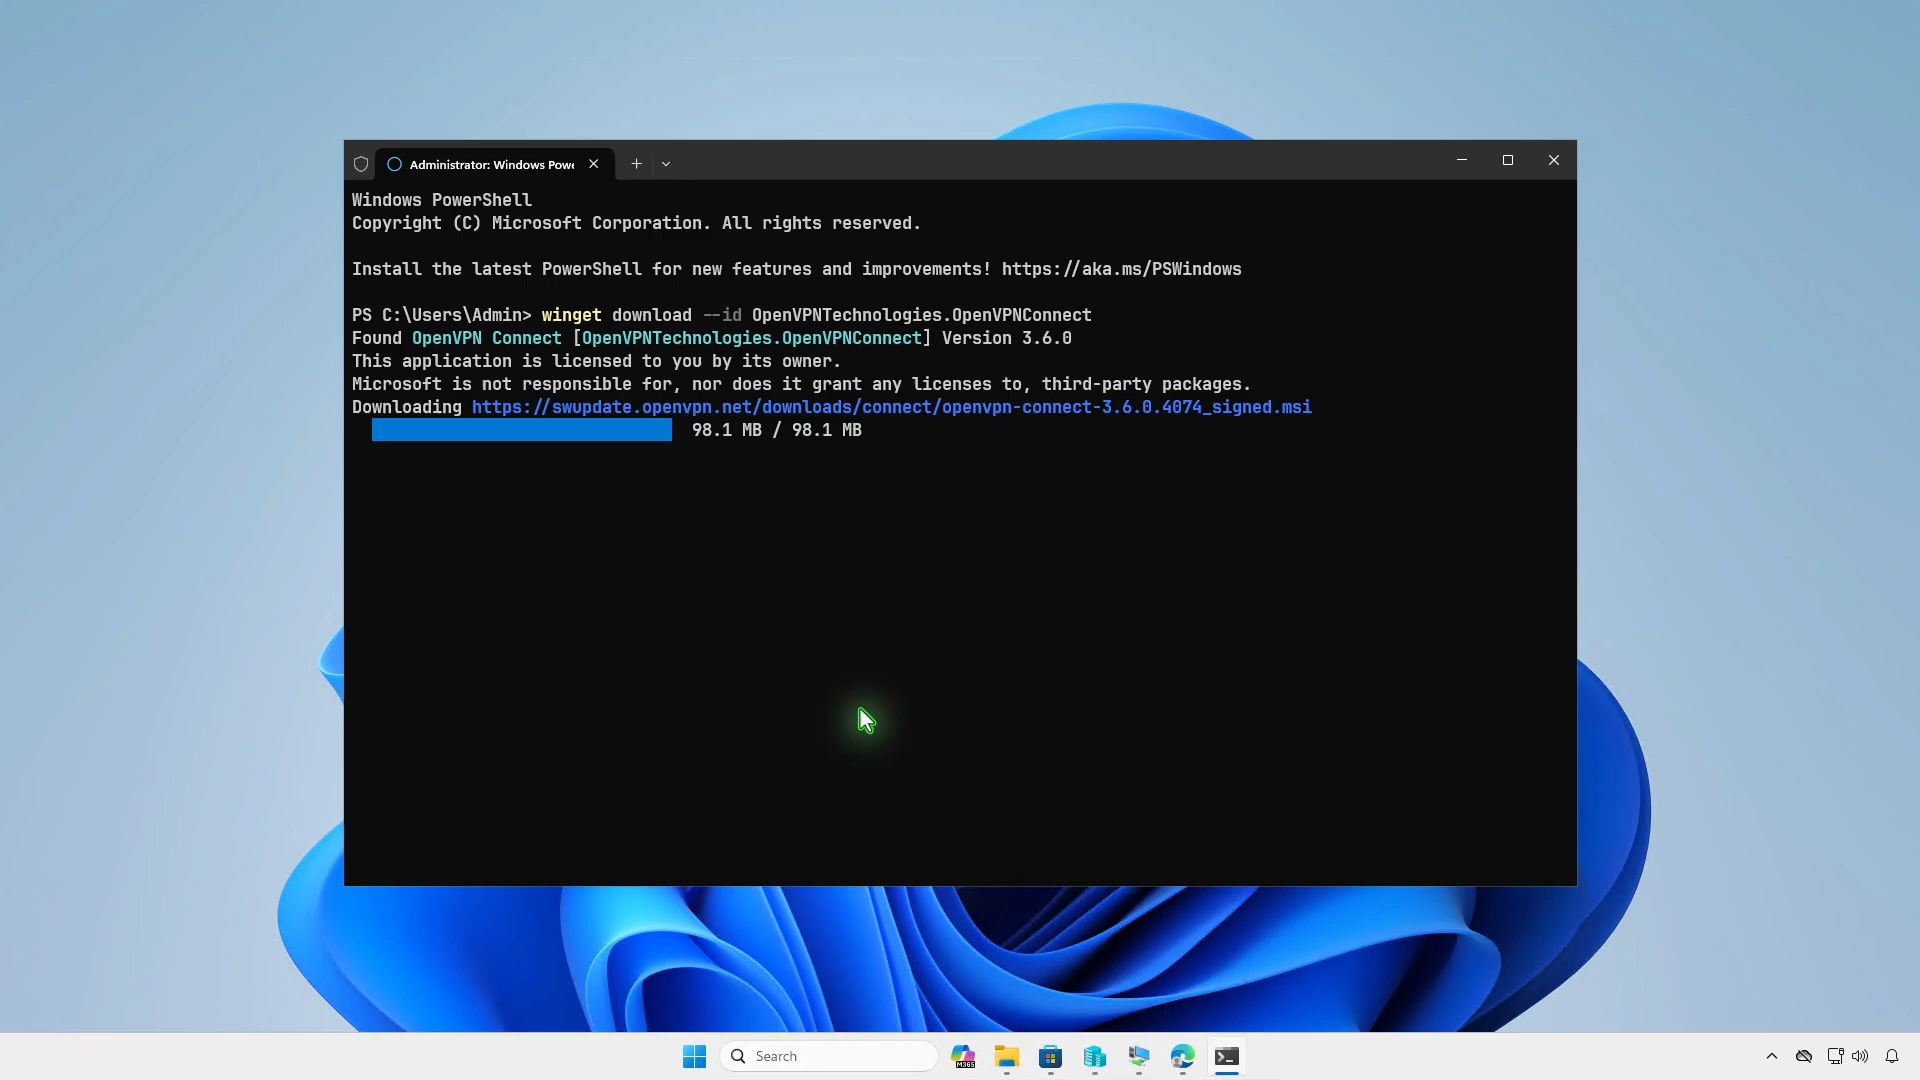 Administrator: Windows Powe
Windows PowerShell
Copyright (C) Microsoft Corporation. All rights reserved.
Install the latest PowerShell for new features and improvements! https://aka.ms/PSWindows
PS C:\Users\Admin> winget download --id OpenVPNTechnologies.OpenVPNConnect
Found OpenVPN Connect [OpenVPNTechnologies.OpenVPNConnect] Version 3.6.0
This application is licensed to you by its owner.
Microsoft is not responsible for, nor does it grant any licenses to, third-party packages.
Downloading https://swupdate.openvpn.net/downloads/connect/openvpn-connect-3.6.0.4074_signed.msi
98.1 MB / 98.1 MB
Search
M365